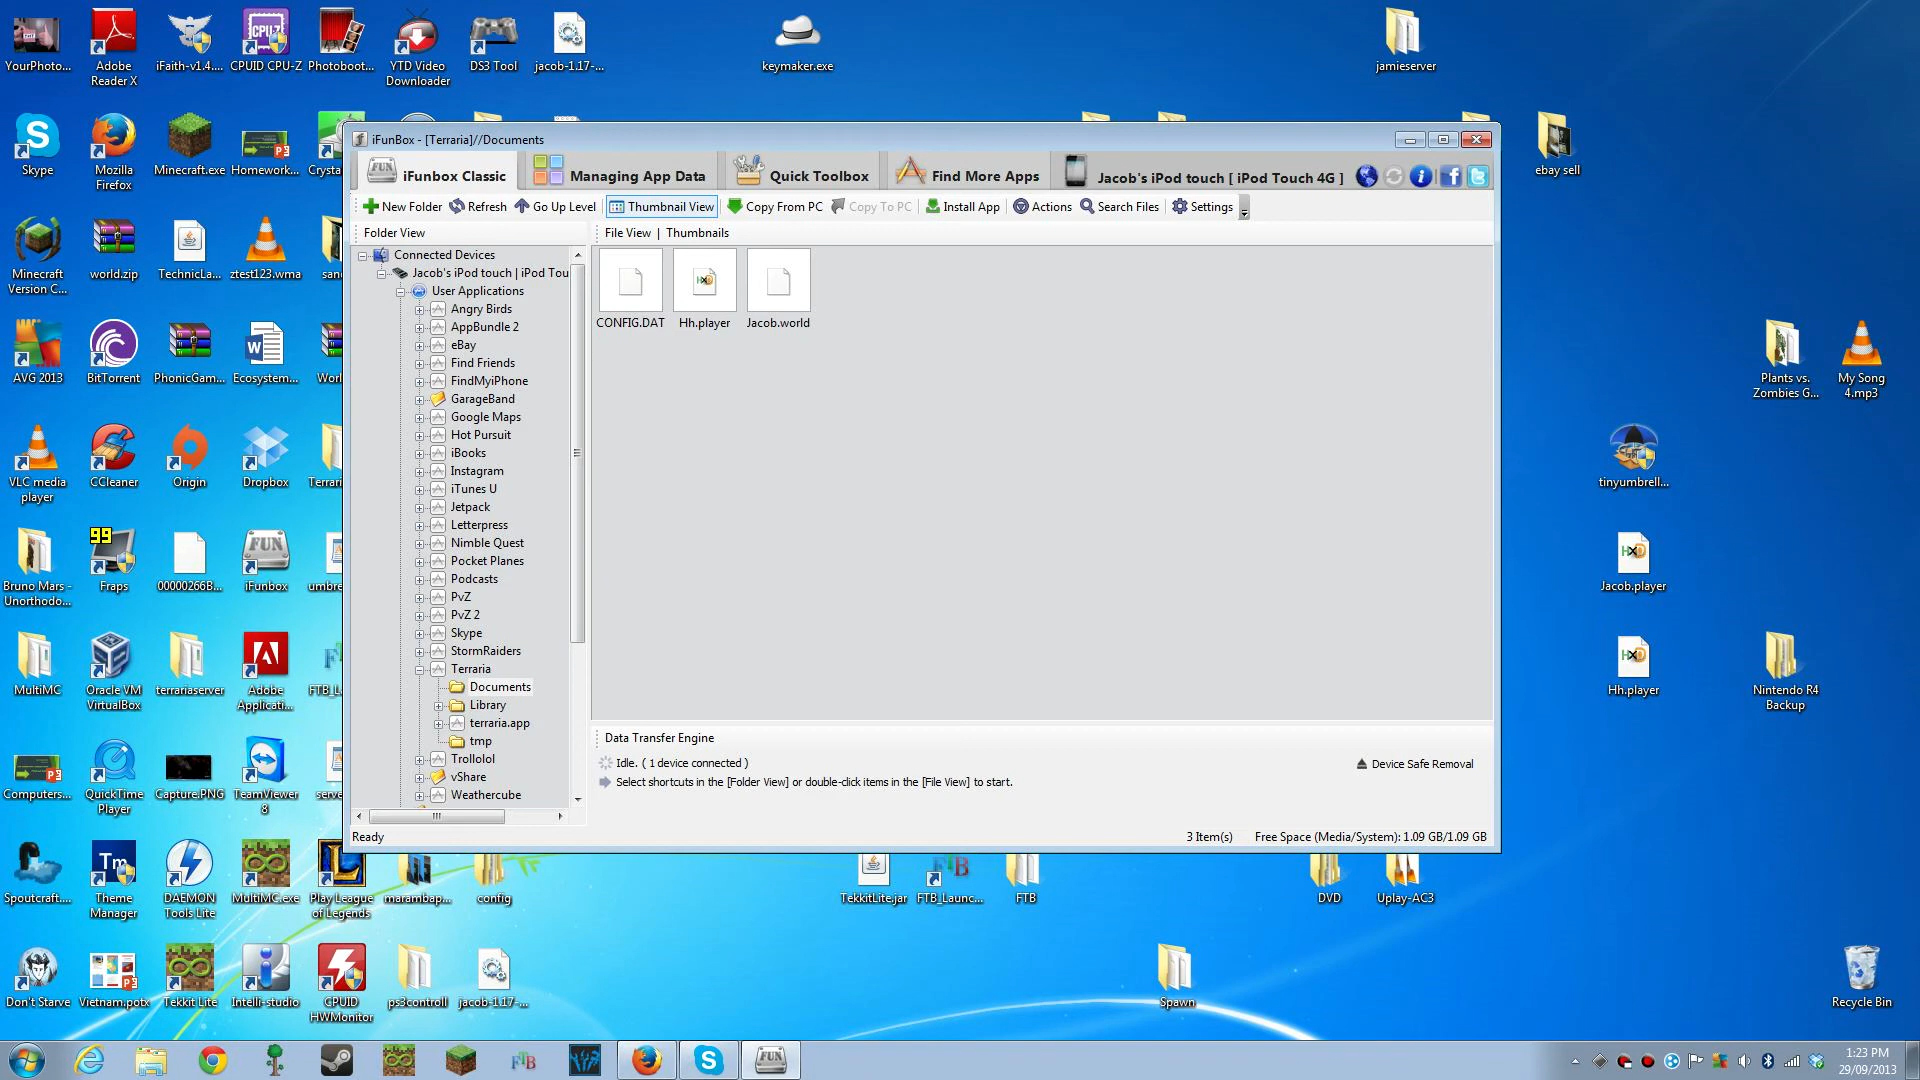 YourPhoto...
Adobe
Reader X
iFaith-v1.4....
CPUID CPU-Z
Photoboot...
YTD Video
Downloader
DS3 Tool
jacob-1.17-...
keymaker.exe
jamieserver
Skype
Mozilla
Firefox
Minecraft.exe
Homework...
Crysta
ebay sell
iFunBox - [Terraria]//Documents
iFunbox Classic
Managing App Data
Quick Toolbox
Find More Apps
Jacob's iPod touch [ iPod Touch 4G ]
New Folder
Refresh
Go Up Level
Thumbnail View
Copy From PC
Copy To PC
Install App
Actions
Search Files
Settings
Folder View
File View | Thumbnails
Connected Devices
Jacob's iPod touch | iPod Tou
User Applications
Angry Birds
AppBundle 2
eBay
Find Friends
FindMyiPhone
GarageBand
Google Maps
Hot Pursuit
iBooks
Instagram
iTunes U
Jetpack
Letterpress
Nimble Quest
Pocket Planes
Podcasts
PvZ
PvZ 2
Skype
StormRaiders
Terraria
Documents
Library
terraria.app
tmp
Trollolol
vShare
Weathercube
CONFIG.DAT
Hh.player
Jacob.world
Data Transfer Engine
Idle. ( 1 device connected )
Device Safe Removal
Select shortcuts in the [Folder View] or double-click items in the [File View] to start.
Ready
3 Item(s)
Free Space (Media/System): 1.09 GB/1.09 GB
Minecraft
Version C...
world.zip
TechnicLa...
ztest123.wma
san
AVG 2013
BitTorrent
PhonicGam...
Ecosystem...
Worl
Plants vs.
Zombies G...
My Song
4.mp3
VLC media
player
CCleaner
Origin
Dropbox
Terrari
tinyumbrell...
Bruno Mars -
Unorthodo...
99
Fraps
00000266B...
FUN
iFunbox
umbre
Jacob.player
MultiMC
Oracle VM
VirtualBox
terrariaserver
Adobe
Applicati...
FTB_L
Hh.player
Nintendo R4
Backup
Computers...
QuickTime
Player
Capture.PNG
TeamViewer
8
serve
Spoutcraft....
Theme
Manager
DAEMON
Tools Lite
MultiMC.exe
Play League
of Legends
marambap...
config
TekkitLite.jar
FTB_Launc...
FTB
DVD
Uplay-AC3
Don't Starve
Vietnam.potx
Tekkit Lite
Intelli-studio
CPUID
HWMonitor
ps3controll
jacob-1.17-...
Spawn
Recycle Bin
1:23 PM
29/09/2013